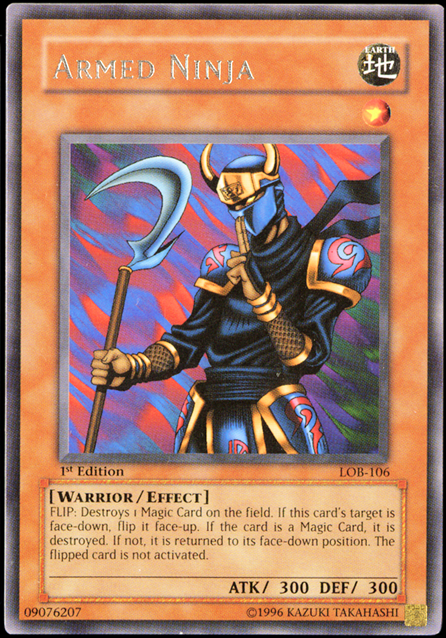 ARMED NINJA
EARTH
地
1st Edition
LOB-106
[WARRIOR/EFFECT]
FLIP: Destroys 1 Magic Card on the field. If this card's target is
face-down, flip it face-up. If the card is a Magic Card, it is
destroyed. If not, it is returned to its face-down position. The
flipped card is not activated.
ATK/ 300 DEF/ 300
09076207
©1996 KAZUKI TAKAHASHI